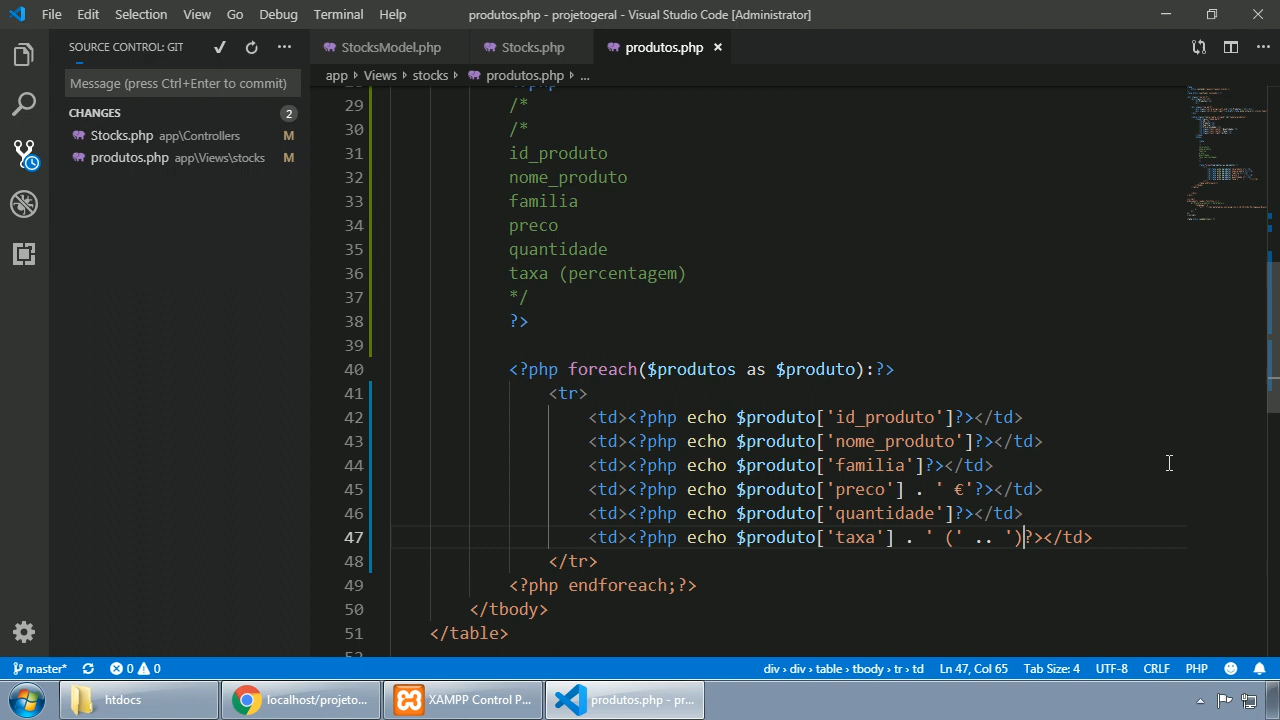 File Edit Selection View Go Debug Terminal Help produtos.php - projetogeral - Visual Studio Code [Administrator]
SOURCE CONTROL: GIT
StocksModel.php Stocks.php produtos.php
app Views stocks produtos.php ...
Message (press Ctrl+Enter to commit)
CHANGES 2
Stocks.php app\Controllers M
produtos.php app\Views\stocks M
29 /*
30 /*
31 id_produto
32 nome_produto
33 familia
34 preco
35 quantidade
36 taxa (percentagem)
37 */
38 ?>
39
40 <?php foreach($produtos as $produto):?>
41 <tr>
42 <td><?php echo $produto['id_produto']?></td>
43 <td><?php echo $produto['nome_produto']?></td>
44 <td><?php echo $produto['familia']?></td>
45 <td><?php echo $produto['preco'] . ' €'?></td>
46 <td><?php echo $produto['quantidade']?></td>
47 <td><?php echo $produto['taxa'] . ' (' .. ')?></td>
48 </tr>
49 <?php endforeach;?>
50 </tbody>
51 </table>
master* 0 0 div › div › table › tbody › tr › td Ln 47, Col 65 Tab Size: 4 UTF-8 CRLF PHP
htdocs localhost/projeto... XAMPP Control P... produtos.php - pr...